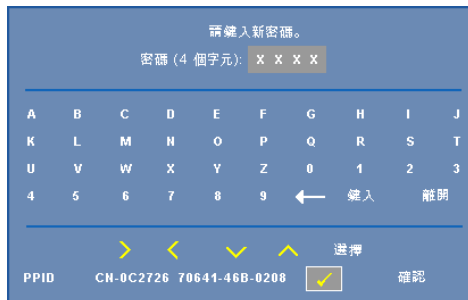 請鍵入新密碼。
密碼 (4 個字元): X X X X
A B C D E F G H I J
K L M N O P Q R S T
U V W X Y Z 0 1 2 3
4 5 6 7 8 9 ← 鍵入 離開
> < ∨ ∧ 選擇
PPID CN-0C2726 70641-46B-0208 ✓ 確認